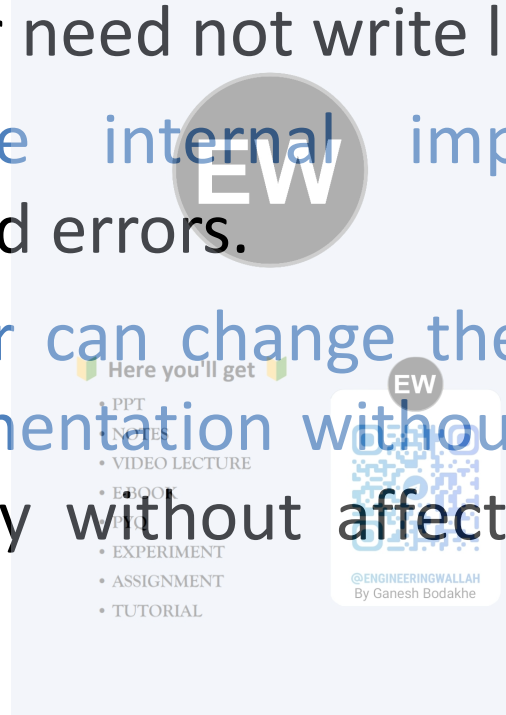 need not write l
e internal imp
EW
d errors.
r can change the
Here you'll get
EW
• PPT
nentation withou
• NOTES
• VIDEO LECTURE
• EBOOK
y without affect
• PYQ
• EXPERIMENT
• ASSIGNMENT
@ENGINEERINGWALLAH
By Ganesh Bodakhe
• TUTORIAL